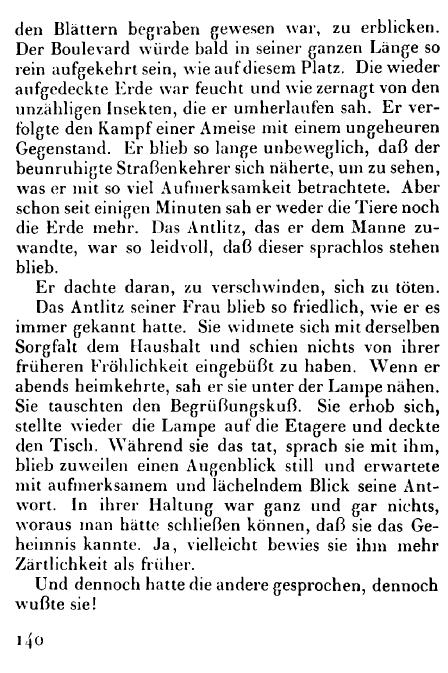 den Blättern begraben gewesen war, zu erblicken.
Der Boulevard würde bald in seiner ganzen Länge so
rein aufgekehrt sein, wie auf diesem Platz. Die wieder
aufgedeckte Erde war feucht und wie zernagt von den
unzähligen Insekten, die er umherlaufen sah. Er ver-
folgte den Kampf einer Ameise mit einem ungeheuren
Gegenstand. Er blieb so lange unbeweglich, daß der
beunruhigte Straßenkehrer sich näherte, um zu sehen,
was er mit so viel Aufmerksamkeit betrachtete. Aber
schon seit einigen Minuten sah er weder die Tiere noch
die Erde mehr. Das Antlitz, das er dem Manne zu-
wandte, war so leidvoll, daß dieser sprachlos stehen
blieb.
Er dachte daran, zu verschwinden, sich zu töten.
Das Antlitz seiner Frau blieb so friedlich, wie er es
immer gekannt hatte. Sie widmete sich mit derselben
Sorgfalt dem Haushalt und schien nichts von ihrer
früheren Fröhlichkeit eingebüßt zu haben. Wenn er
abends heimkehrte, sah er sie unter der Lampe nähen.
Sie tauschten den Begrüßungskuß. Sie erhob sich,
stellte wieder die Lampe auf die Etagere und deckte
den Tisch. Während sie das tat, sprach sie mit ihm,
blieb zuweilen einen Augenblick still und erwartete
mit aufmerksamem und lächelndem Blick seine Ant-
wort. In ihrer Haltung war ganz und gar nichts,
woraus man hätte schließen können, daß sie das Ge-
heimnis kannte. Ja, vielleicht bewies sie ihm mehr
Zärtlichkeit als früher.
Und dennoch hatte die andere gesprochen, dennoch
wußte sie!
140